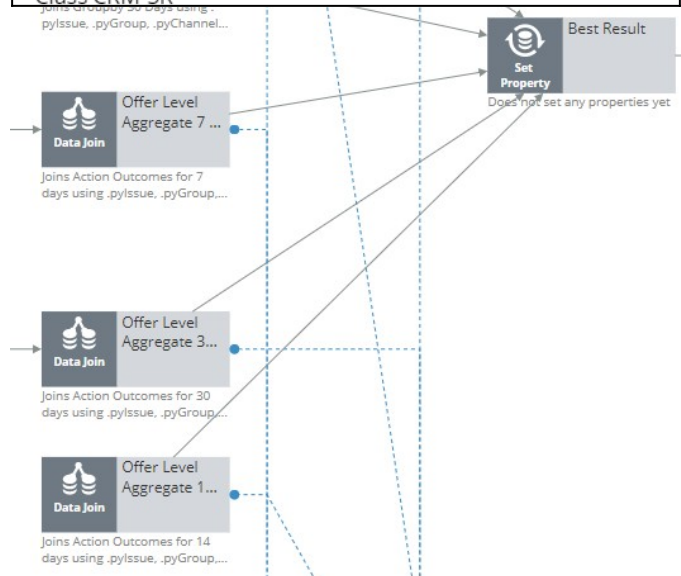 Class CRM-SR
Joins Groupby 30 Days using .
pyIssue, .pyGroup, .pyChannel...
Set
Property
Best Result
Does not set any properties yet
Data Join
Offer Level
Aggregate 7 ...
Joins Action Outcomes for 7
days using .pyIssue, .pyGroup,...
Data Join
Offer Level
Aggregate 3...
Joins Action Outcomes for 30
days using .pyIssue, .pyGroup,...
Data Join
Offer Level
Aggregate 1...
Joins Action Outcomes for 14
days using .pyIssue, .pyGroup,...